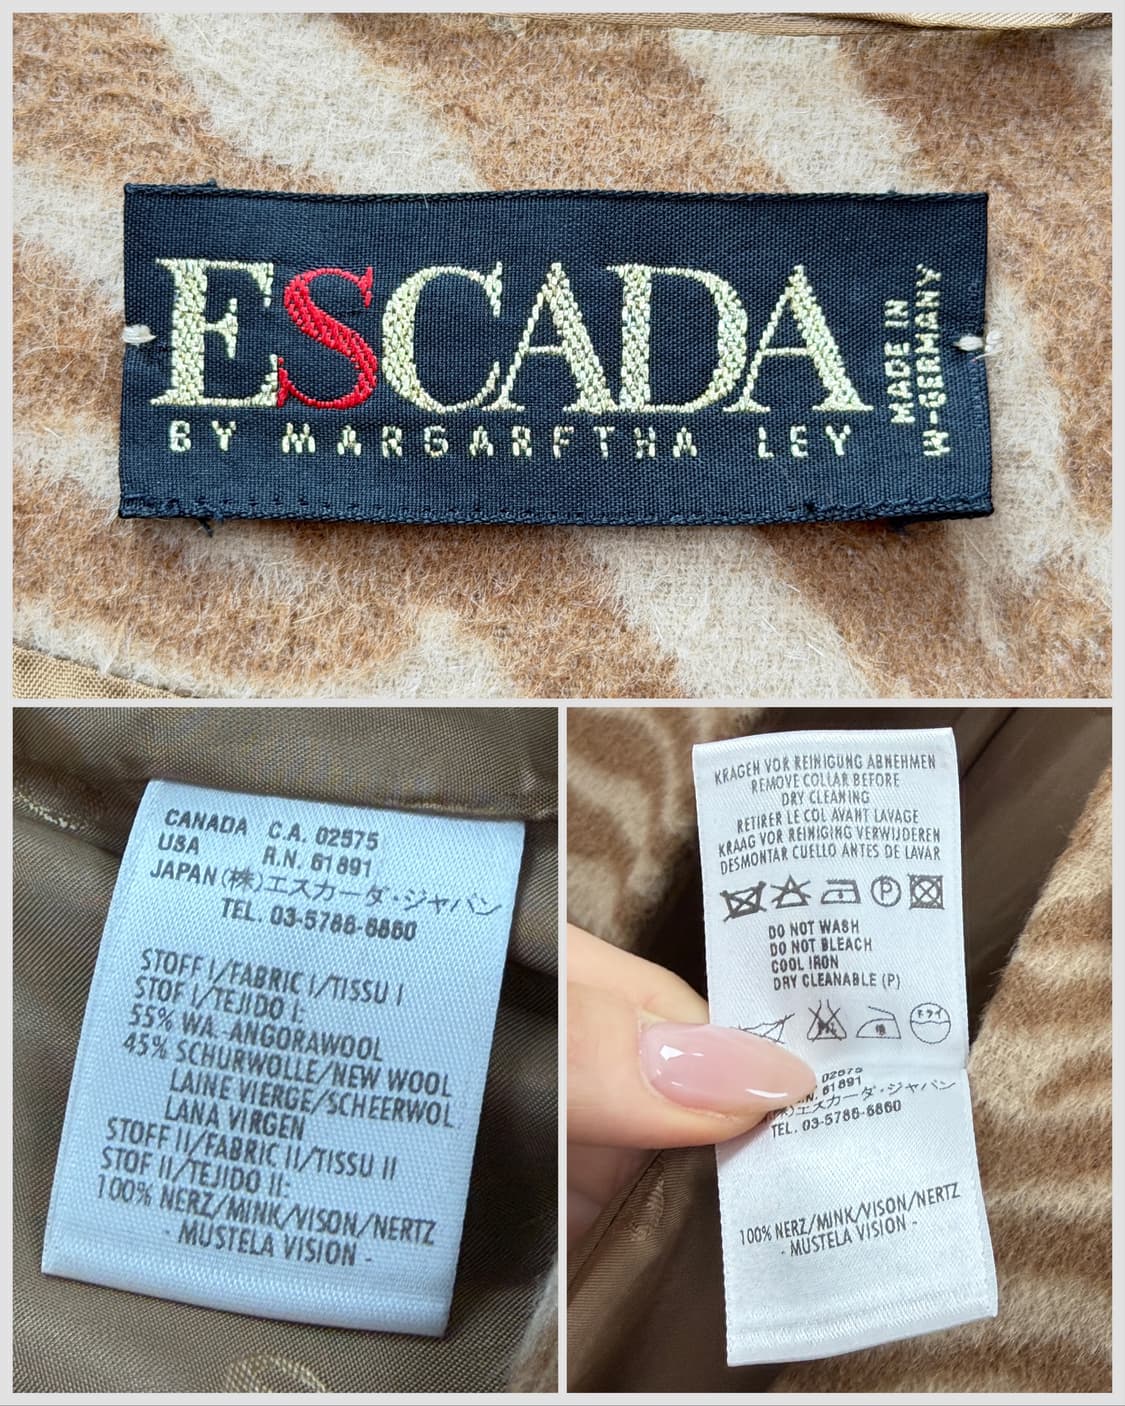 ESCADA
BY MARGARETHA LEY
MADE IN
W-GERMANY
CANADA C.A. 02575
USA R.N. 61891
JAPAN (株)エスカーダ・ジャパン
TEL. 03-5786-6860
STOFF I/FABRIC I/TISSU I
STOF I/TEJIDO I:
55% WA. ANGORAWOOL
45% SCHURWOLLE/NEW WOOL
LAINE VIERGE/SCHEERWOL
LANA VIRGEN
STOFF II/FABRIC II/TISSU II
STOF II/TEJIDO II:
100% NERZ/MINK/VISON/NERTZ
- MUSTELA VISION -
KRAGEN VOR REINIGUNG ABNEHMEN
REMOVE COLLAR BEFORE
DRY CLEANING
RETIRER LE COL AVANT LAVAGE
KRAAG VOR REINIGING VERWIJDEREN
DESMONTAR CUELLO ANTES DE LAVAR
P
DO NOT WASH
DO NOT BLEACH
COOL IRON
DRY CLEANABLE (P)
ドライ
02575
61891
エスカーダ・ジャパン
TEL. 03-5786-6860
100% NERZ/MINK/VISON/NERTZ
- MUSTELA VISION -